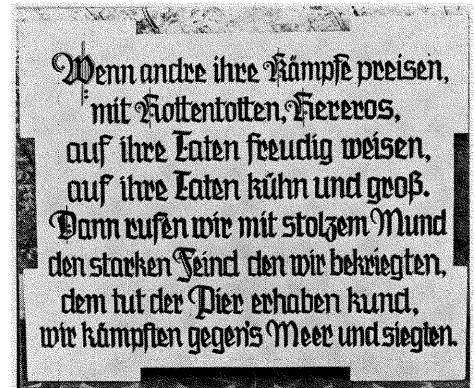 Wenn andre ihre Kämpfe preisen,
mit Hottentotten, Hereros,
auf ihre Taten freudig weisen,
auf ihre Taten kühn und groß.
Dann rufen wir mit stolzem Mund
den starken Feind den wir bekriegten,
dem tut der Pier erhaben kund,
wir kämpften gegen's Meer und siegten.